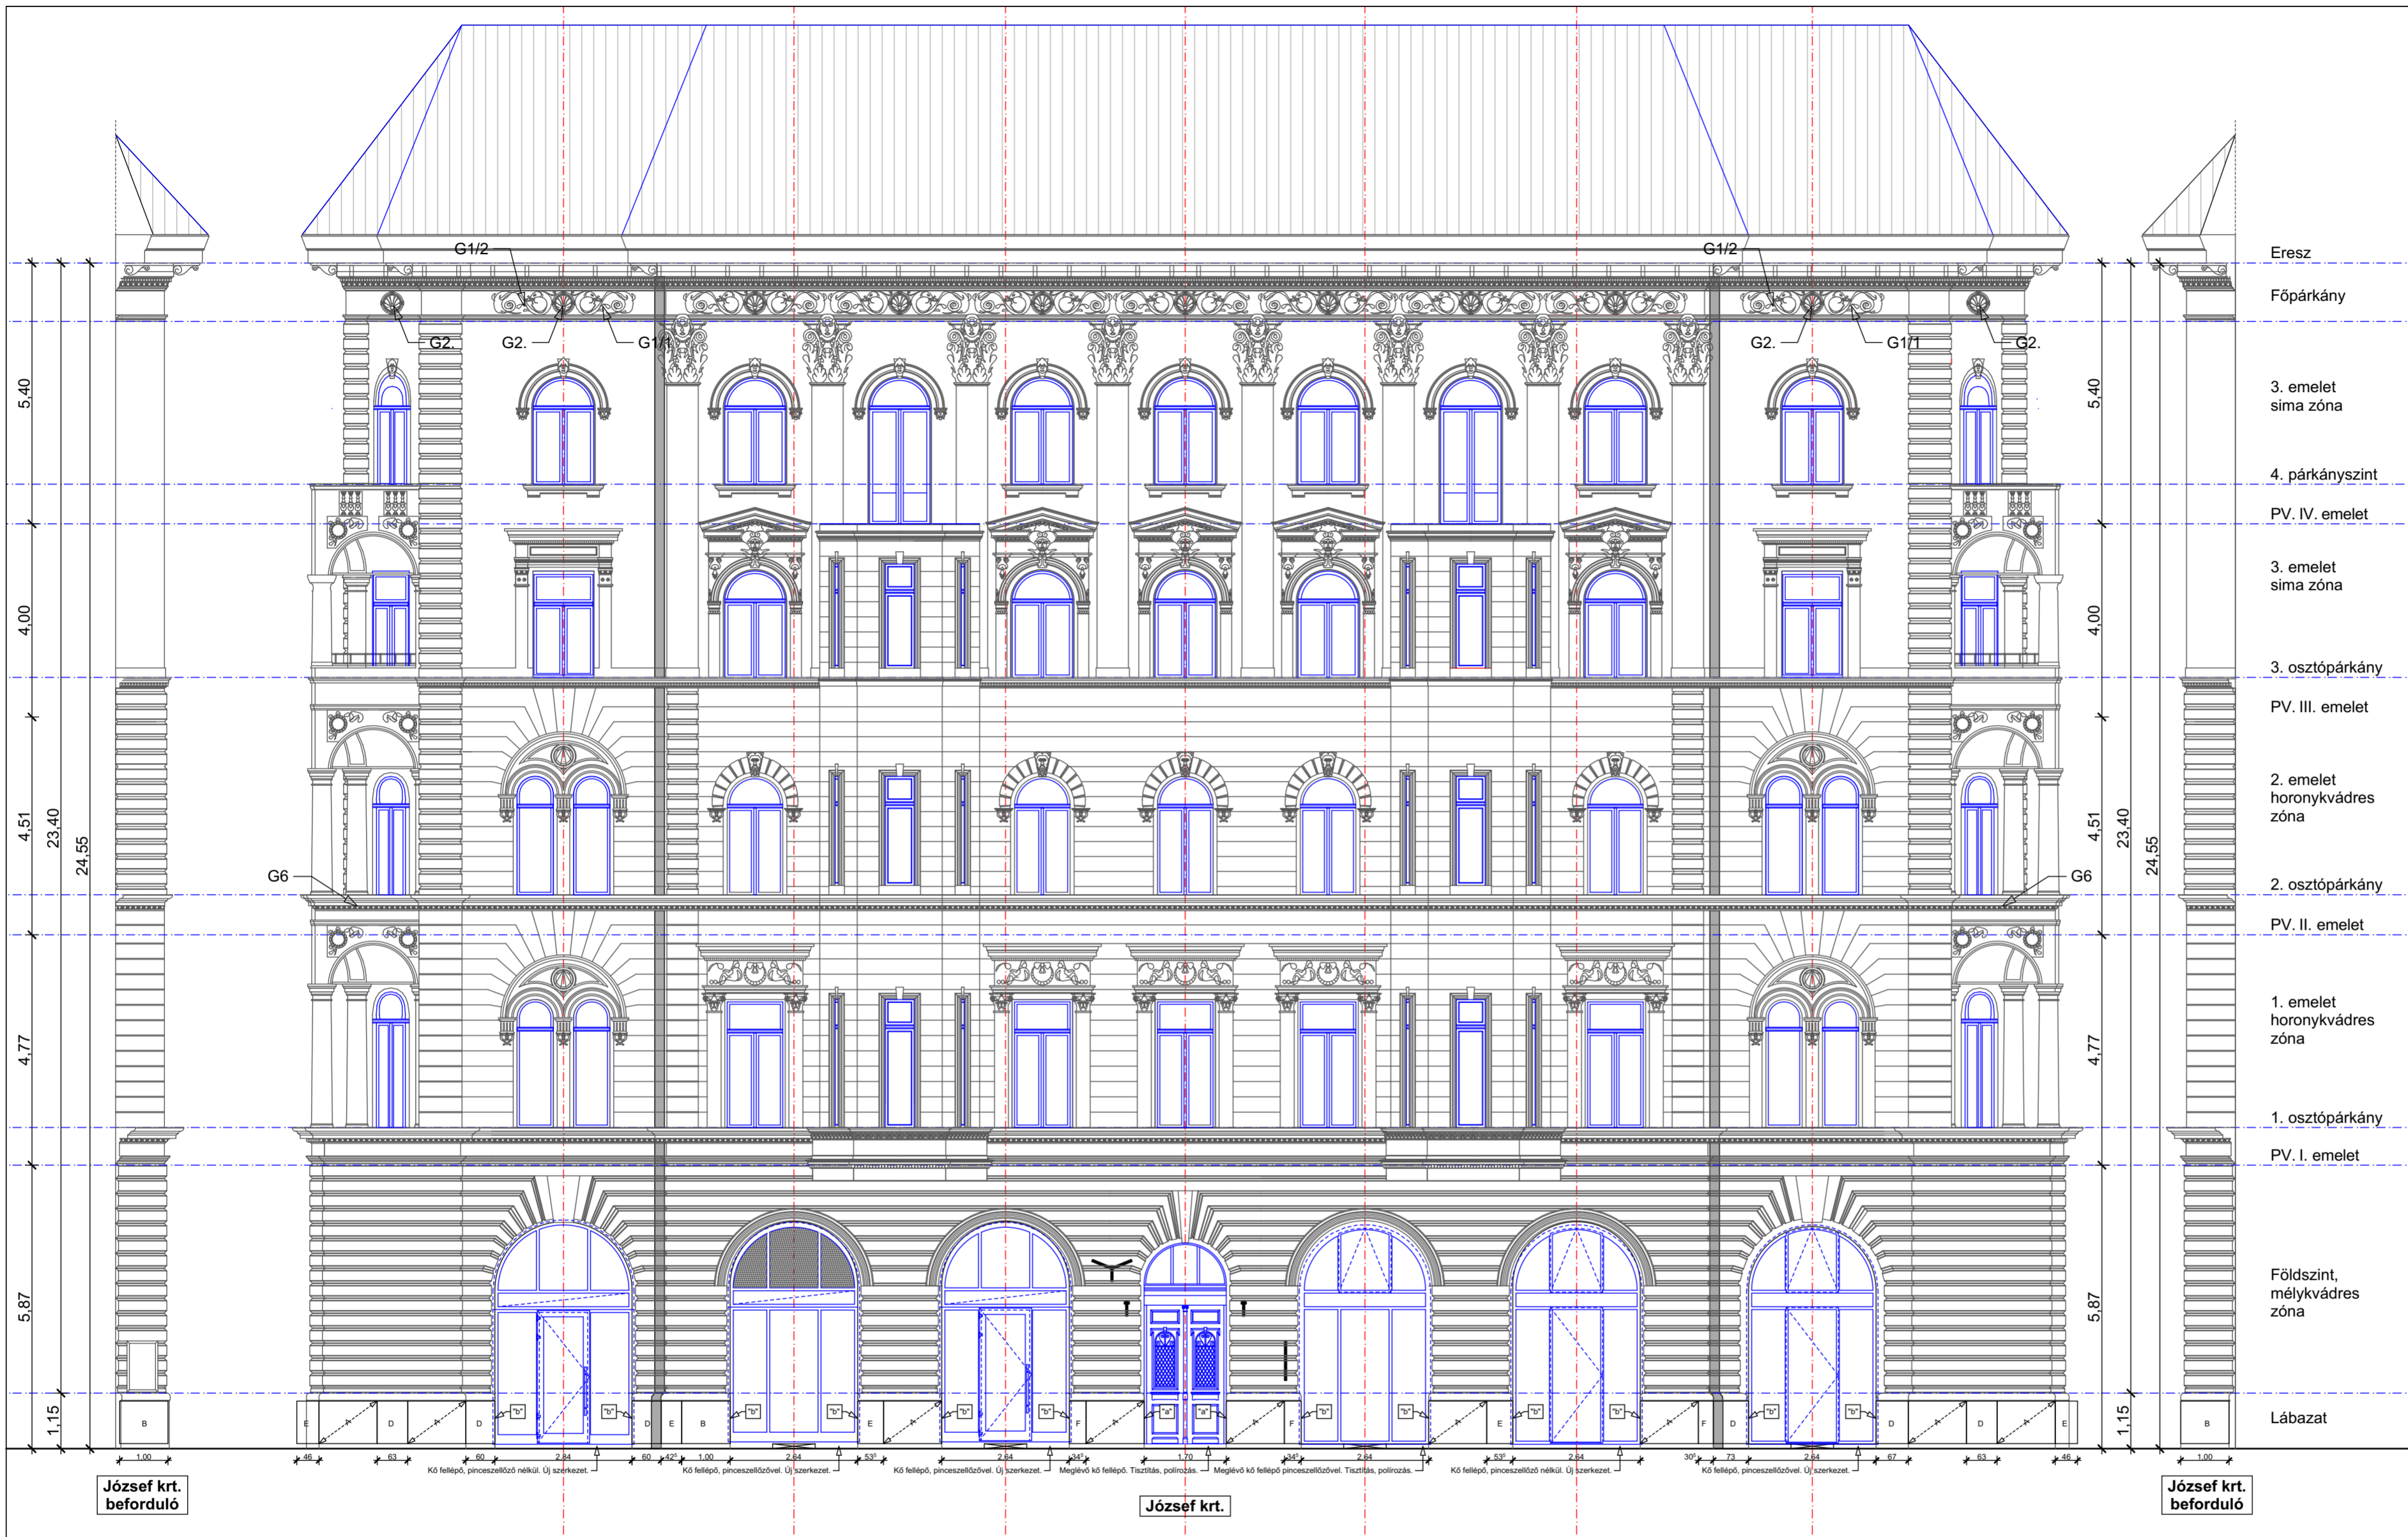 G1/2
G1/2
G2.
G2.
G1/1
G2.
G1/1
G2.
G6
G6
5,40
4,00
4,51
4,77
5,87
1,15
23,40
24,55
5,40
4,00
4,51
4,77
5,87
1,15
23,40
24,55
Eresz
Főpárkány
3. emelet
sima zóna
4. párkányszint
PV. IV. emelet
3. emelet
sima zóna
3. osztópárkány
PV. III. emelet
2. emelet
horonykvádres
zóna
2. osztópárkány
PV. II. emelet
1. emelet
horonykvádres
zóna
1. osztópárkány
PV. I. emelet
Földszint,
mélykvádres
zóna
Lábazat
B E D D "b" "b" D E B "b" "b" E "b" "b" F "a" "a" F "b" "b" E "b" "b" F D "b" "b" D D E B
1,00 46 63 60 2,84 60 42⁵ 1,00 2,64 53⁵ 2,64 34⁵ 1,70 34⁵ 2,64 53⁵ 2,64 30⁵ 73 2,64 67 63 46 1,00
Kő fellépő, pinceszellőző nélkül. Új szerkezet.
Kő fellépő, pinceszellőzővel. Új szerkezet.
Kő fellépő, pinceszellőzővel. Új szerkezet.
Meglévő kő fellépő. Tisztítás, polírozás.
Meglévő kő fellépő pinceszellőzővel. Tisztítás, polírozás.
Kő fellépő, pinceszellőző nélkül. Új szerkezet.
Kő fellépő, pinceszellőzővel. Új szerkezet.
József krt.
beforduló
József krt.
József krt.
beforduló